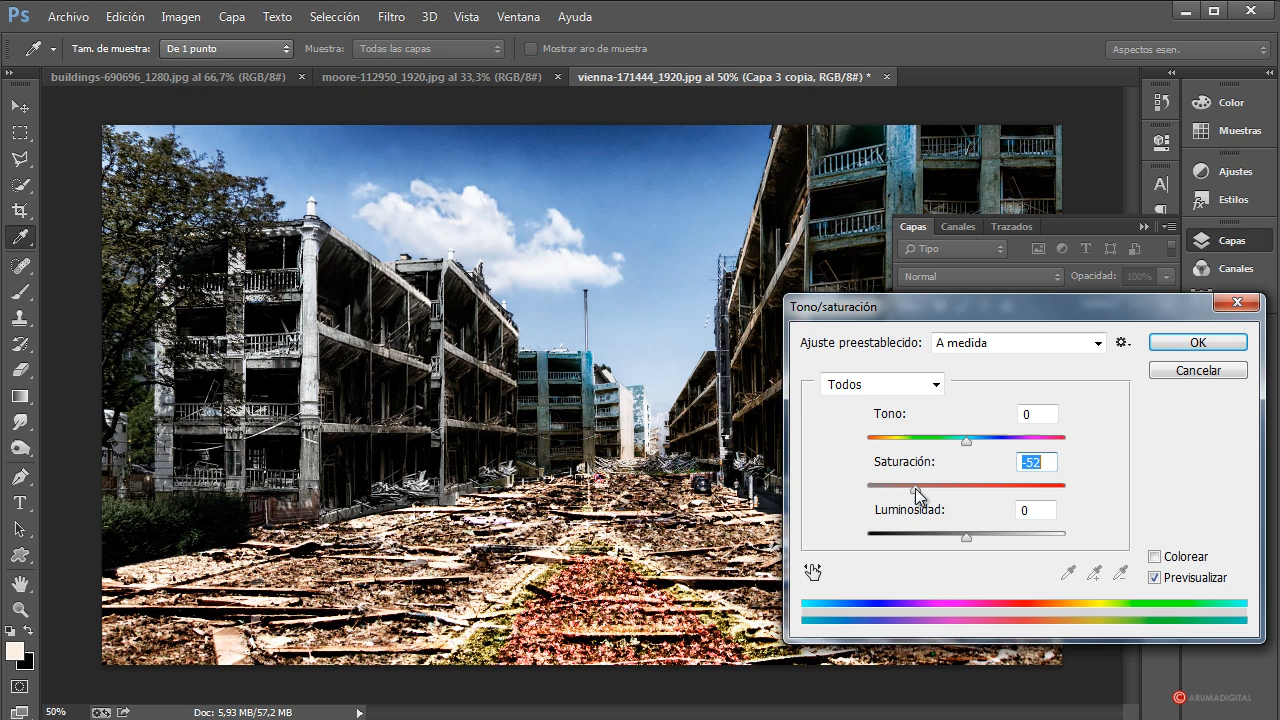 Ps Archivo Edición Imagen Capa Texto Selección Filtro 3D Vista Ventana Ayuda
Tam. de muestra: De 1 punto Muestra: Todas las capas Mostrar aro de muestra Aspectos esen.
buildings-690696_1280.jpg al 66,7% (RGB/8#) × moore-112950_1920.jpg al 33,3% (RGB/8#) × vienna-171444_1920.jpg al 50% (Capa 3 copia, RGB/8#) * ×
Color
Muestras
Ajustes
Estilos
Capas
Canales
Capas Canales Trazados
Tipo
Normal Opacidad: 100%
Tono/saturación
Ajuste preestablecido: A medida OK
Cancelar
Todos
Tono: 0
Saturación: -52
Luminosidad: 0
Colorear
Previsualizar
© ARUMADIGITAL
50% Doc: 5,93 MB/57,2 MB